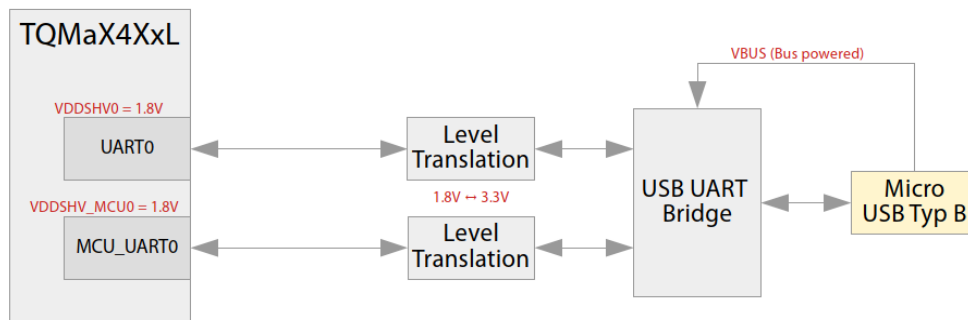 TQMaX4XxL
VBUS (Bus powered)
VDDSHV0 = 1.8V
UART0
Level
Translation
1.8V ↔ 3.3V
USB UART
Bridge
Micro
USB Typ B
VDDSHV_MCU0 = 1.8V
MCU_UART0
Level
Translation